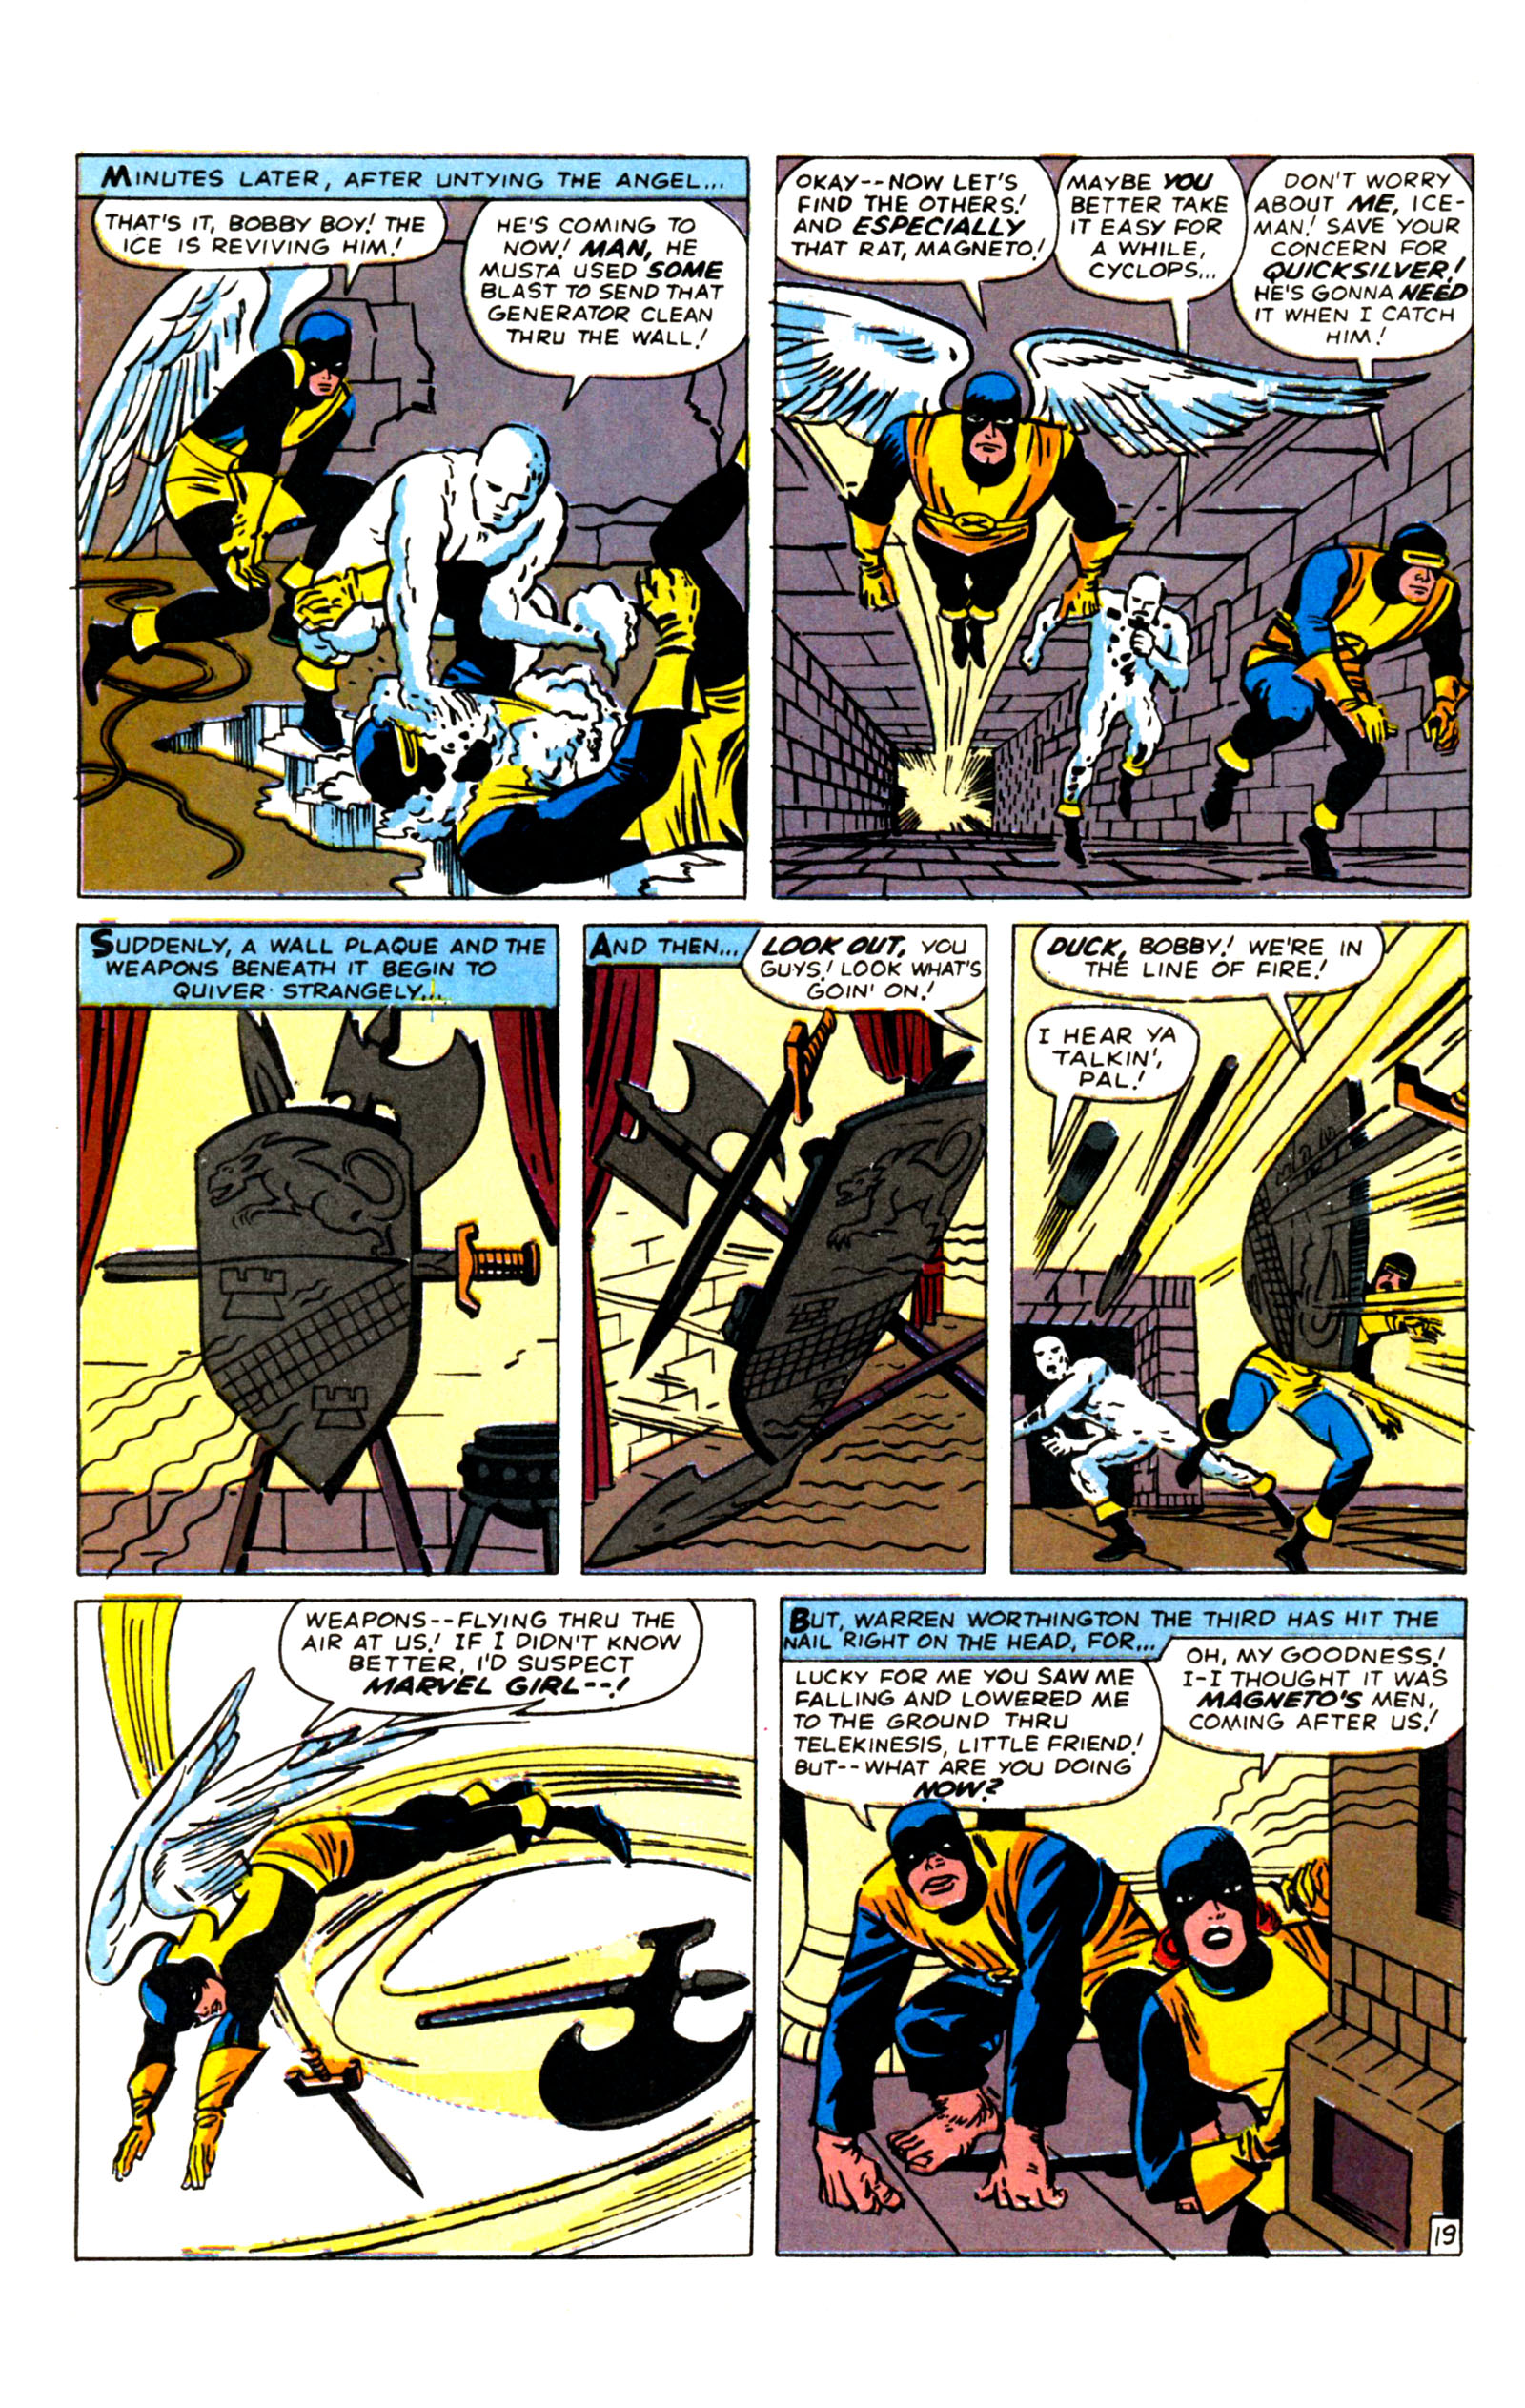 MINUTES LATER, AFTER UNTYING THE ANGEL...
THAT'S IT, BOBBY BOY! THE
ICE IS REVIVING HIM!
HE'S COMING TO
NOW! MAN, HE
MUSTA USED SOME
BLAST TO SEND THAT
GENERATOR CLEAN
THRU THE WALL!
OKAY--NOW LET'S
FIND THE OTHERS!
AND ESPECIALLY
THAT RAT, MAGNETO!
MAYBE YOU
BETTER TAKE
IT EASY FOR
A WHILE,
CYCLOPS...
DON'T WORRY
ABOUT ME, ICE-
MAN! SAVE YOUR
CONCERN FOR
QUICKSILVER!
HE'S GONNA NEED
IT WHEN I CATCH
HIM!
SUDDENLY, A WALL PLAQUE AND THE
WEAPONS BENEATH IT BEGIN TO
QUIVER STRANGELY...
AND THEN...
LOOK OUT, YOU
GUYS! LOOK WHAT'S
GOIN' ON!
DUCK, BOBBY! WE'RE IN
THE LINE OF FIRE!
I HEAR YA
TALKIN',
PAL!
WEAPONS--FLYING THRU THE
AIR AT US! IF I DIDN'T KNOW
BETTER, I'D SUSPECT
MARVEL GIRL--!
BUT, WARREN WORTHINGTON THE THIRD HAS HIT THE
NAIL RIGHT ON THE HEAD, FOR...
LUCKY FOR ME YOU SAW ME
FALLING AND LOWERED ME
TO THE GROUND THRU
TELEKINESIS, LITTLE FRIEND!
BUT--WHAT ARE YOU DOING
NOW?
OH, MY GOODNESS!
I-I THOUGHT IT WAS
MAGNETO'S MEN,
COMING AFTER US!
19